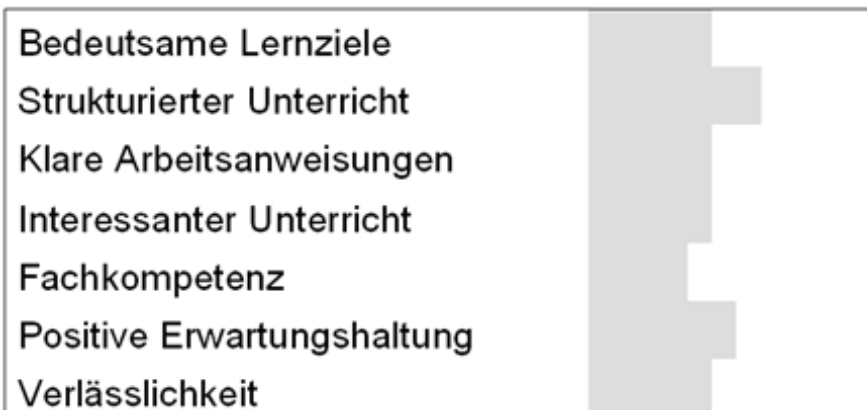 Bedeutsame Lernziele
Strukturierter Unterricht
Klare Arbeitsanweisungen
Interessanter Unterricht
Fachkompetenz
Positive Erwartungshaltung
Verlässlichkeit